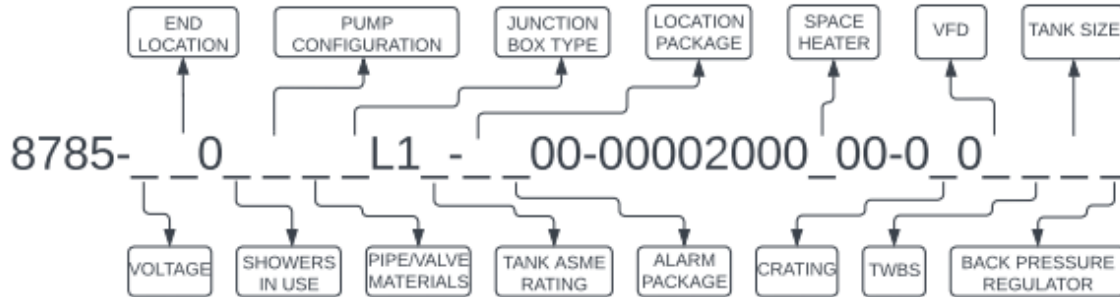 END
LOCATION
PUMP
CONFIGURATION
JUNCTION
BOX TYPE
LOCATION
PACKAGE
SPACE
HEATER
VFD
TANK SIZE
8785-_ _0_ _ _ _L1_-_ _00-00002000_00-0_0_ _ _ _
VOLTAGE
SHOWERS
IN USE
PIPE/VALVE
MATERIALS
TANK ASME
RATING
ALARM
PACKAGE
CRATING
TWBS
BACK PRESSURE
REGULATOR